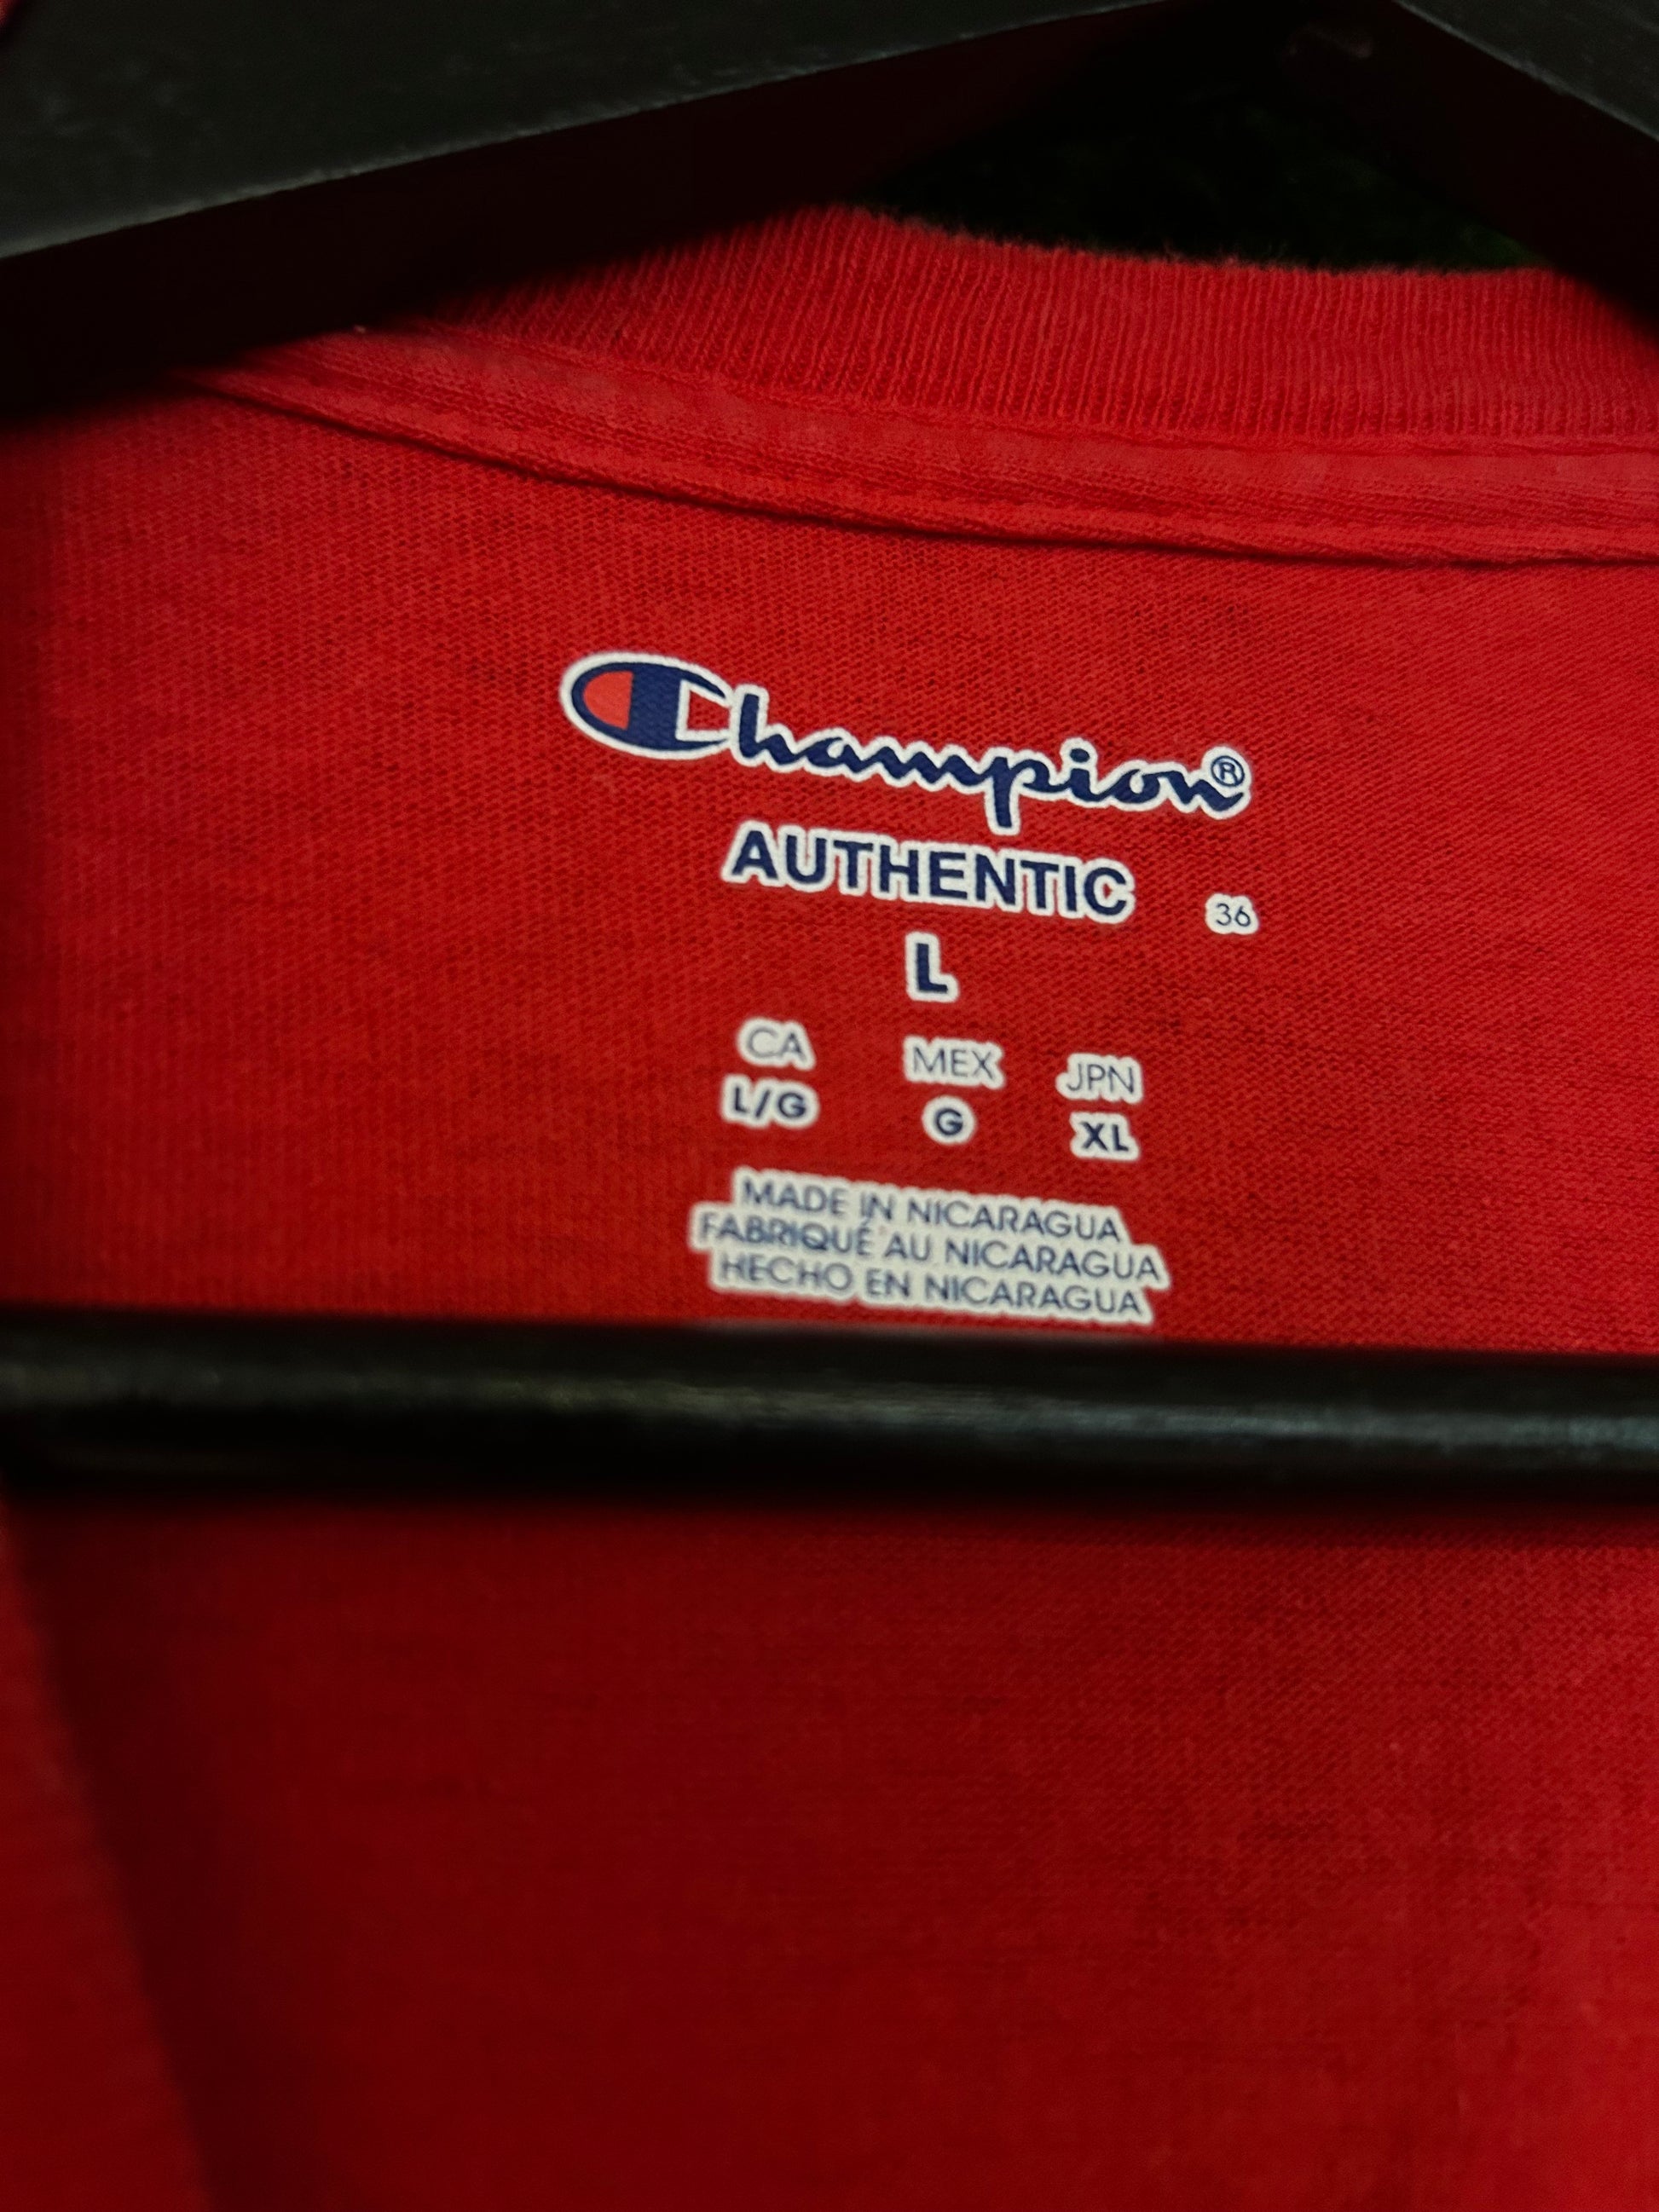 Champion®
AUTHENTIC 36
L
CA MEX JPN
L/G G XL
MADE IN NICARAGUA
FABRIQUÉ AU NICARAGUA
HECHO EN NICARAGUA